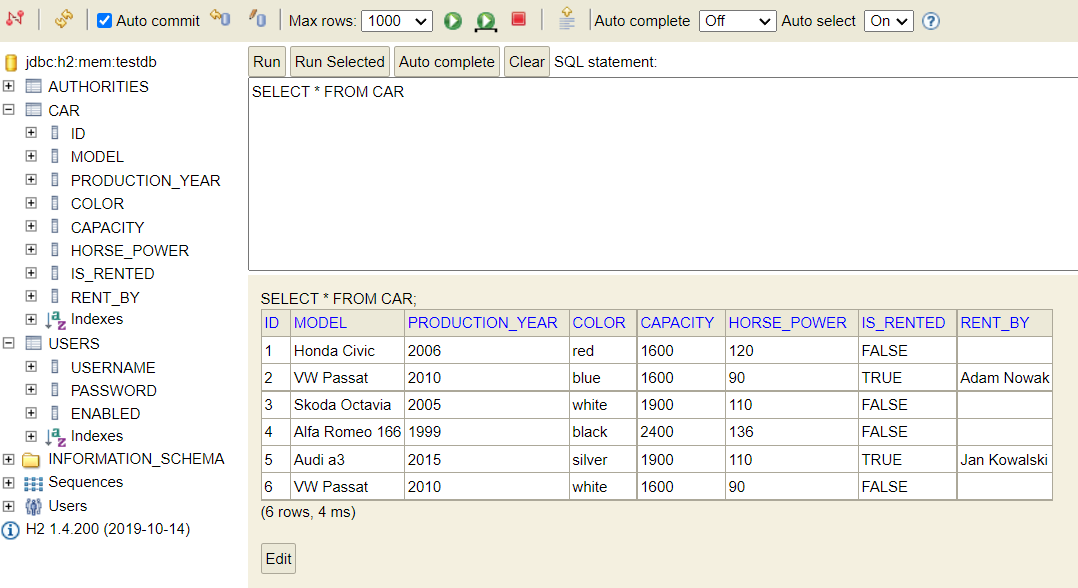 Auto commit Max rows: 1000 Auto complete Off Auto select On ?
jdbc:h2:mem:testdb
AUTHORITIES
CAR
ID
MODEL
PRODUCTION_YEAR
COLOR
CAPACITY
HORSE_POWER
IS_RENTED
RENT_BY
Indexes
USERS
USERNAME
PASSWORD
ENABLED
Indexes
INFORMATION_SCHEMA
Sequences
Users
H2 1.4.200 (2019-10-14)
Run Run Selected Auto complete Clear SQL statement:
SELECT * FROM CAR
SELECT * FROM CAR;
ID MODEL PRODUCTION_YEAR COLOR CAPACITY HORSE_POWER IS_RENTED RENT_BY
1 Honda Civic 2006 red 1600 120 FALSE
2 VW Passat 2010 blue 1600 90 TRUE Adam Nowak
3 Skoda Octavia 2005 white 1900 110 FALSE
4 Alfa Romeo 166 1999 black 2400 136 FALSE
5 Audi a3 2015 silver 1900 110 TRUE Jan Kowalski
6 VW Passat 2010 white 1600 90 FALSE
(6 rows, 4 ms)
Edit